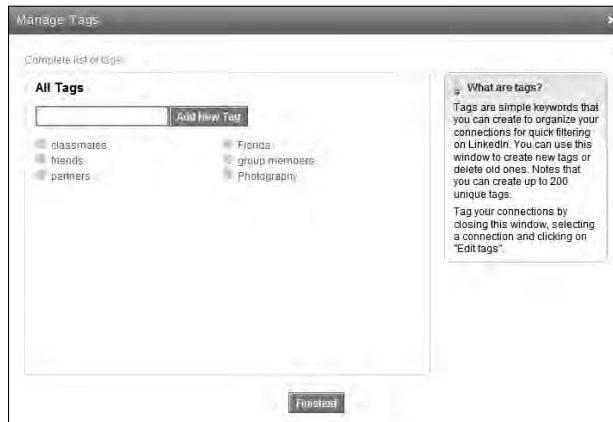 Manage Tags
Complete list of tags
All Tags
Add New Tag
classmates
friends
partners
Florida
group members
Photography
Finished
What are tags?
Tags are simple keywords that
you can create to organize your
connections for quick filtering
on LinkedIn. You can use this
window to create new tags or
delete old ones. Notes that
you can create up to 200
unique tags.
Tag your connections by
closing this window, selecting
a connection and clicking on
"Edit tags".